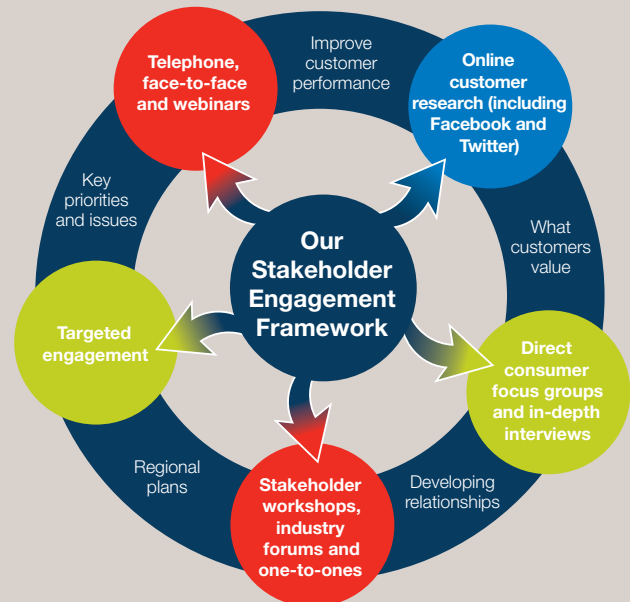 Telephone,
face-to-face
and webinars
Improve
customer
performance
Online
customer
research (including
Facebook and
Twitter)
Key
priorities
and issues
What
customers
value
Our
Stakeholder
Engagement
Framework
Targeted
engagement
Direct
consumer
focus groups
and in-depth
interviews
Regional
plans
Stakeholder
workshops,
industry
forums and
one-to-ones
Developing
relationships